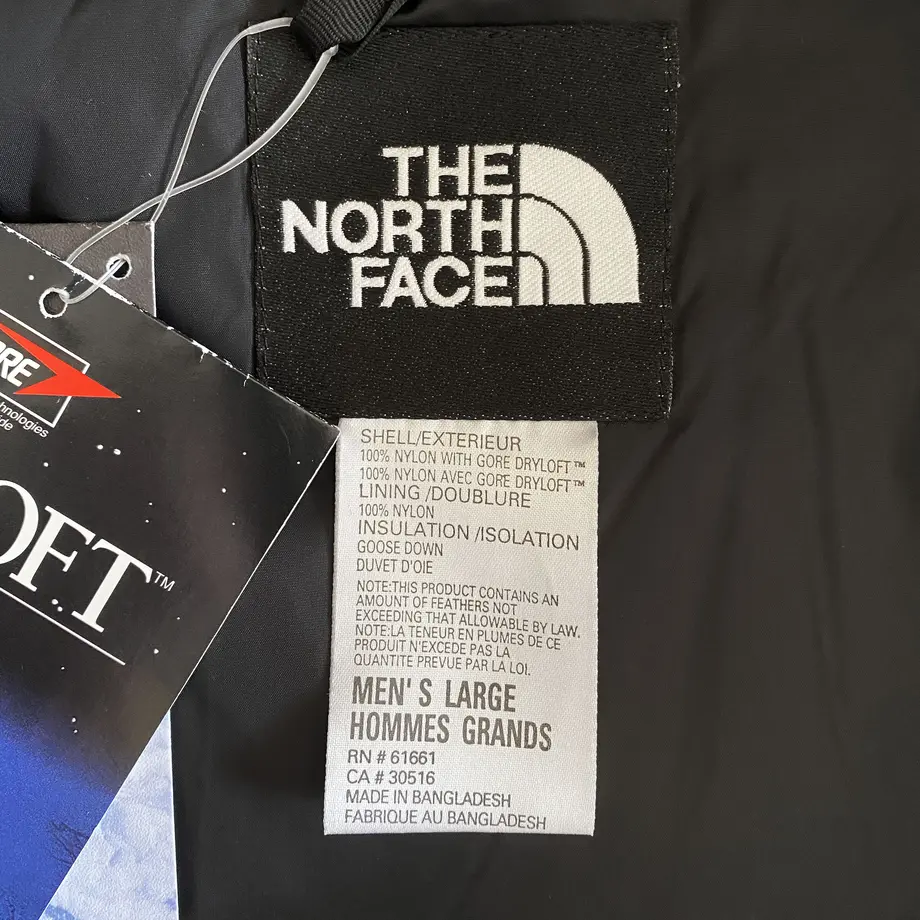 THE
NORTH
FACE
ORE
hnologies
ide
OFT™
SHELL/EXTERIEUR
100% NYLON WITH GORE DRYLOFT™
100% NYLON AVEC GORE DRYLOFT™
LINING /DOUBLURE
100% NYLON
INSULATION /ISOLATION
GOOSE DOWN
DUVET D'OIE
NOTE:THIS PRODUCT CONTAINS AN
AMOUNT OF FEATHERS NOT
EXCEEDING THAT ALLOWABLE BY LAW.
NOTE:LA TENEUR EN PLUMES DE CE
PRODUIT N'EXCEDE PAS LA
QUANTITE PREVUE PAR LA LOI.
MEN'S LARGE
HOMMES GRANDS
RN # 61661
CA # 30516
MADE IN BANGLADESH
FABRIQUE AU BANGLADESH